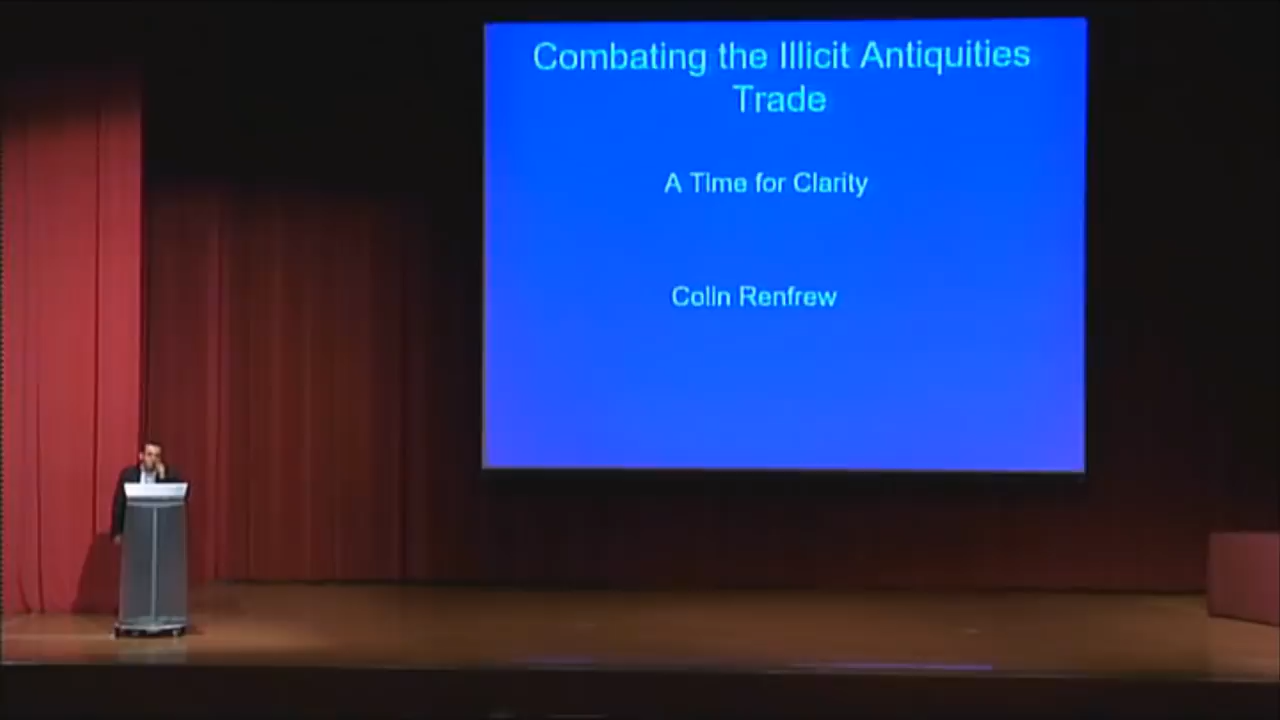 Combating the Illicit Antiquities
Trade
A Time for Clarity
Colin Renfrew